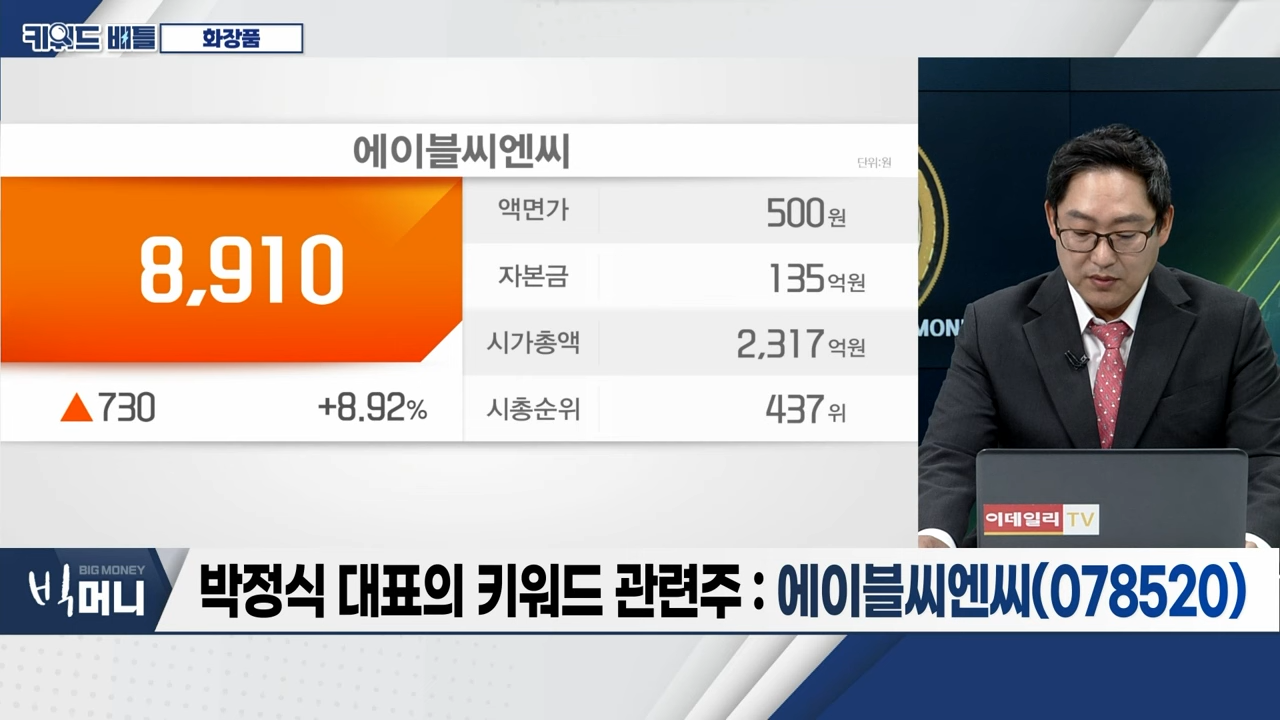 키워드 배틀 화장품
에이블씨엔씨
단위:원
8,910
▲730 +8.92%
액면가 500원
자본금 135억원
시가총액 2,317억원
시총순위 437위
MON
이데일리 TV
BIG MONEY
빅머니
박정식 대표의 키워드 관련주 : 에이블씨엔씨(078520)